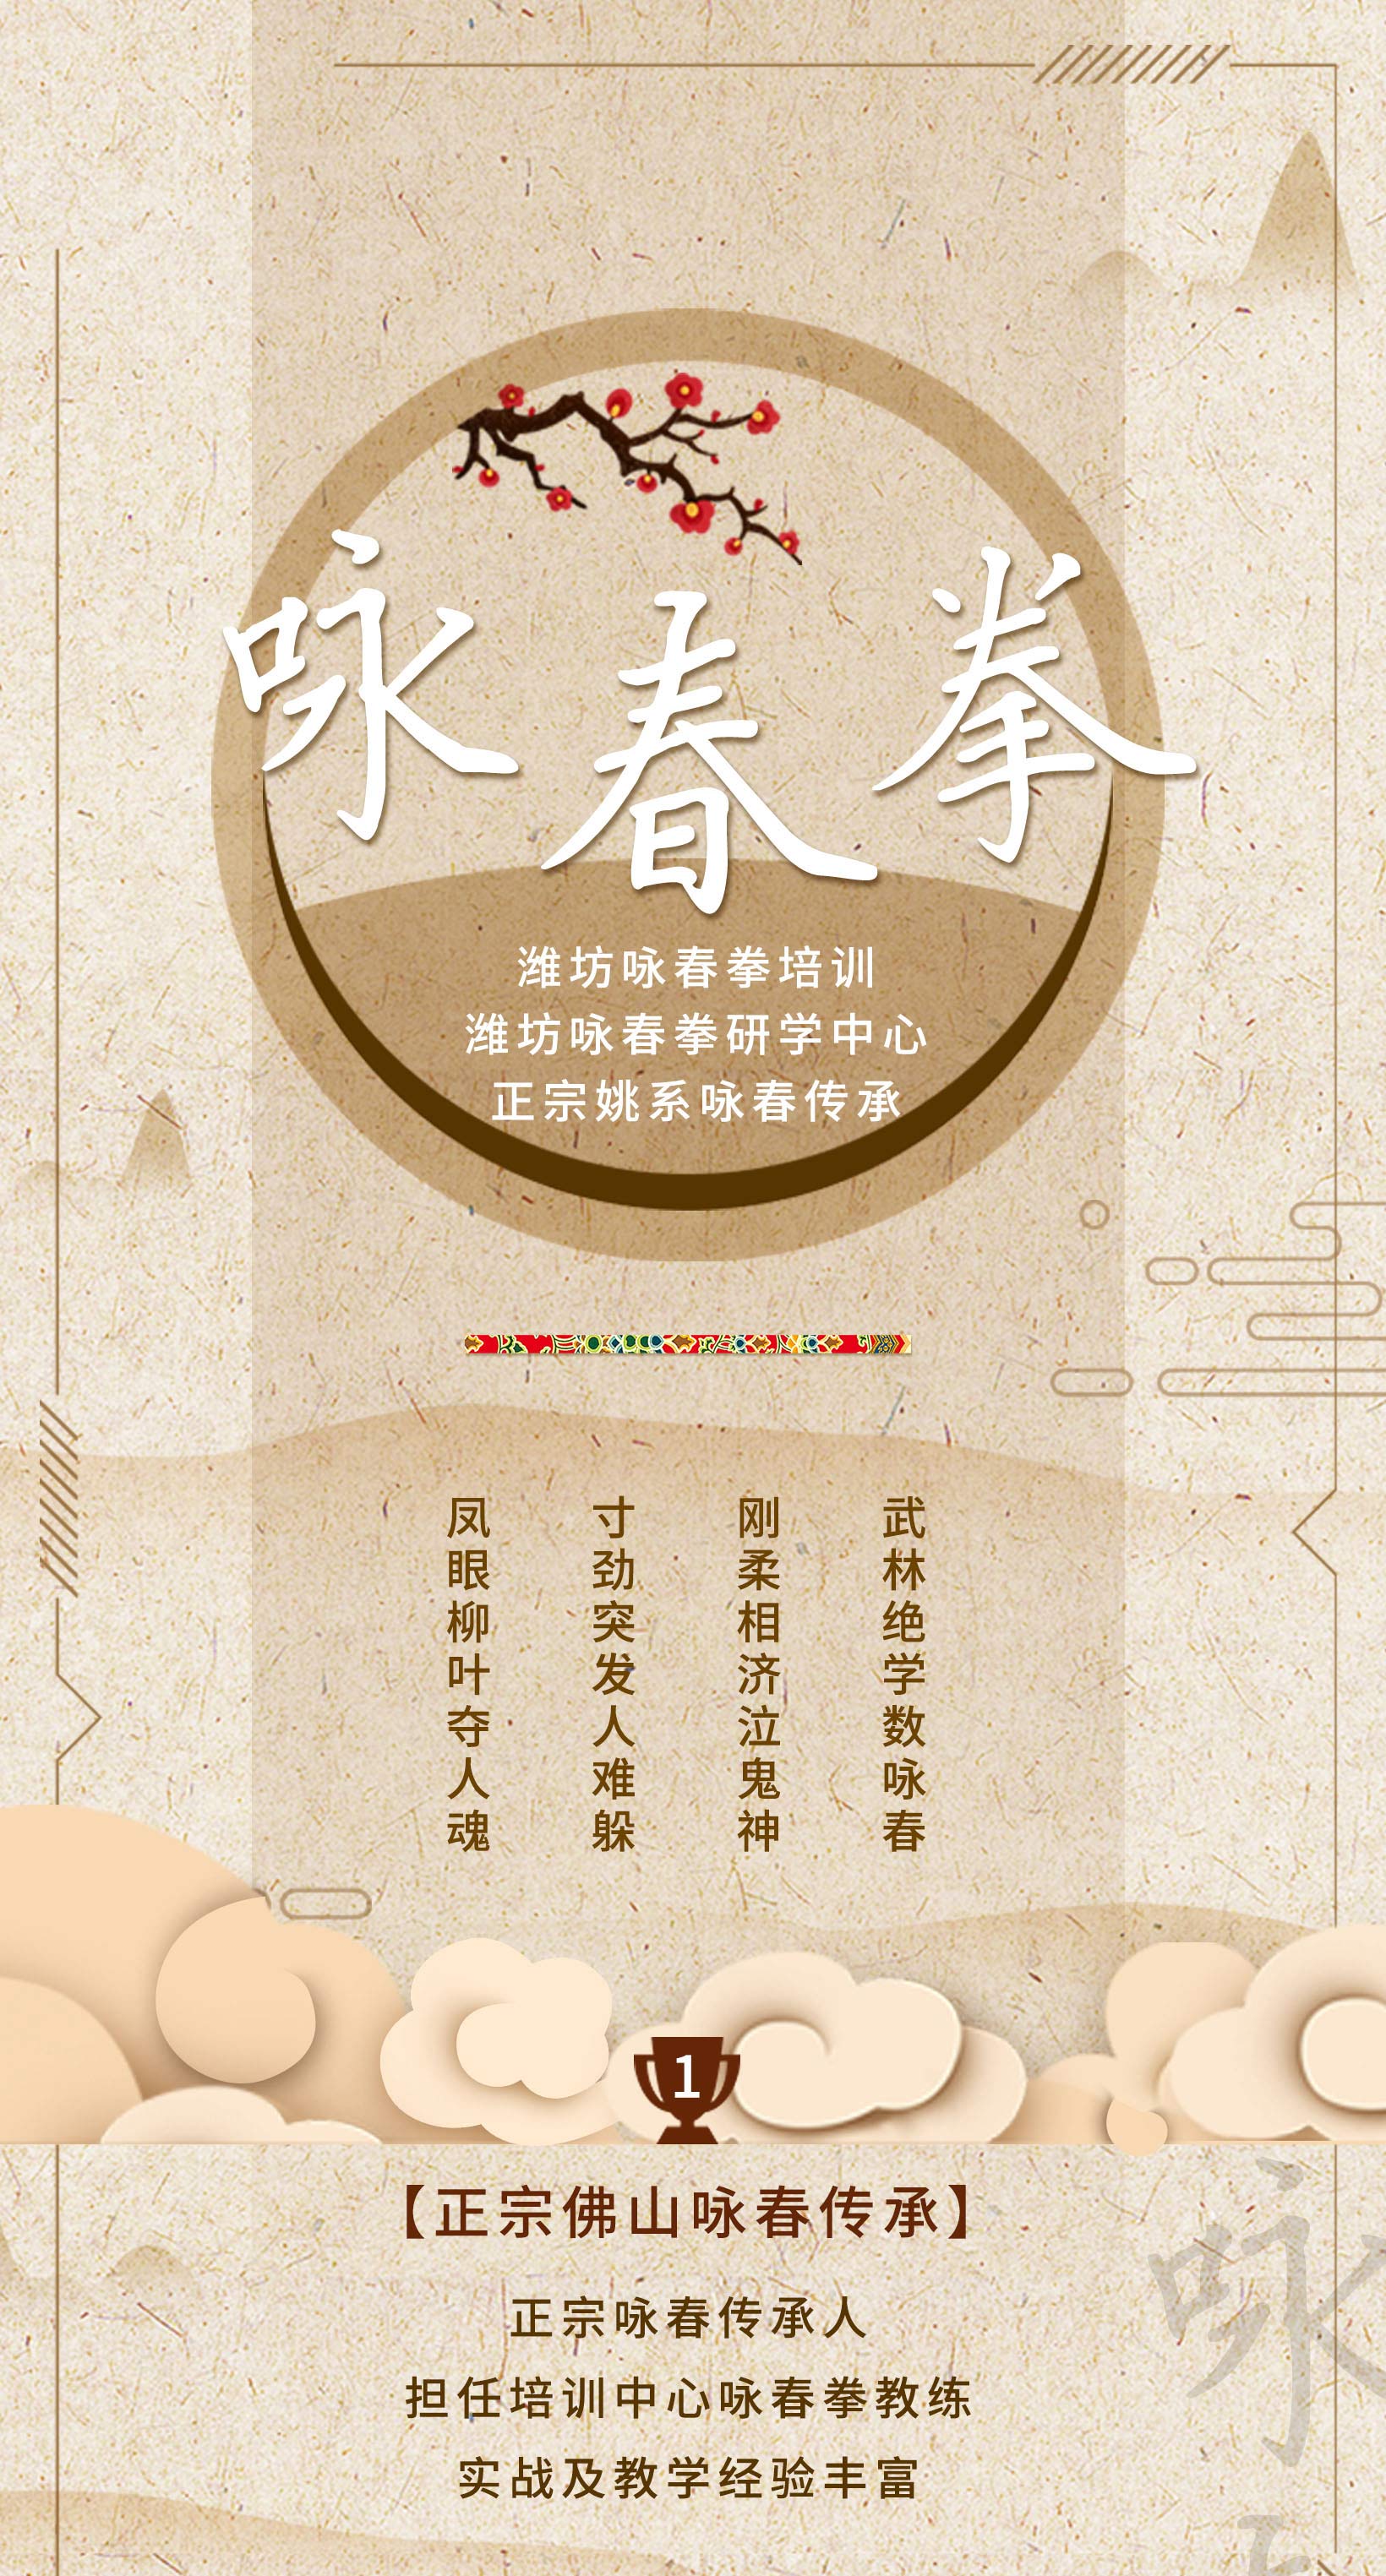 咏春拳
潍坊咏春拳培训
潍坊咏春拳研学中心
正宗姚系咏春传承
武林绝学数咏春
刚柔相济泣鬼神
寸劲突发人难躲
凤眼柳叶夺人魂
1
【正宗佛山咏春传承】
正宗咏春传承人
担任培训中心咏春拳教练
实战及教学经验丰富
咏